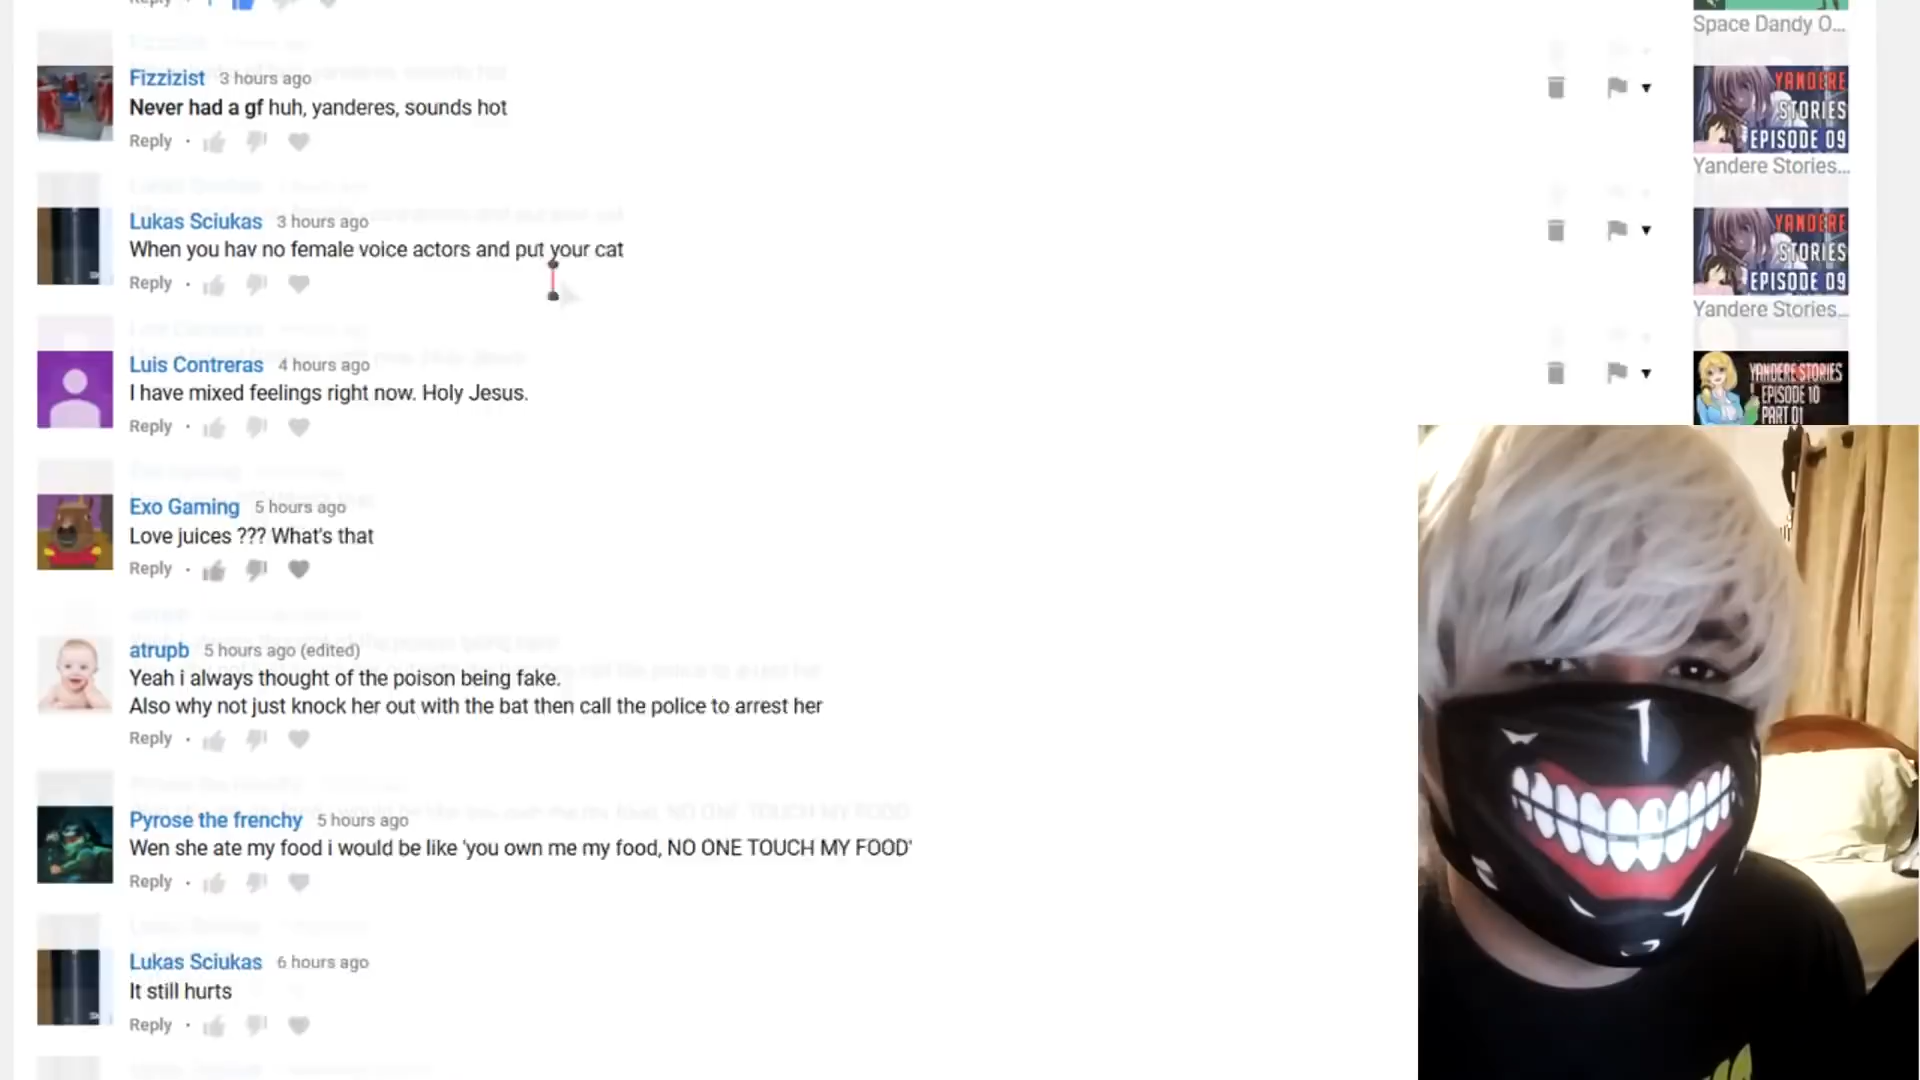 Reply
Space Dandy O...
Fizzizist 3 hours ago
Never had a gf huh, yanderes, sounds hot
Reply
YANDERE
STORIES
EPISODE 09
Yandere Stories...
Lukas Sciukas 3 hours ago
When you hav no female voice actors and put your cat
Reply
YANDERE
STORIES
EPISODE 09
Yandere Stories...
Luis Contreras 4 hours ago
I have mixed feelings right now. Holy Jesus.
Reply
YANDERE STORIES
EPISODE 10
PART 01
Exo Gaming 5 hours ago
Love juices ??? What's that
Reply
atrupb 5 hours ago (edited)
Yeah i always thought of the poison being fake.
Also why not just knock her out with the bat then call the police to arrest her
Reply
Pyrose the frenchy 5 hours ago
Wen she ate my food i would be like 'you own me my food, NO ONE TOUCH MY FOOD'
Reply
Lukas Sciukas 6 hours ago
It still hurts
Reply